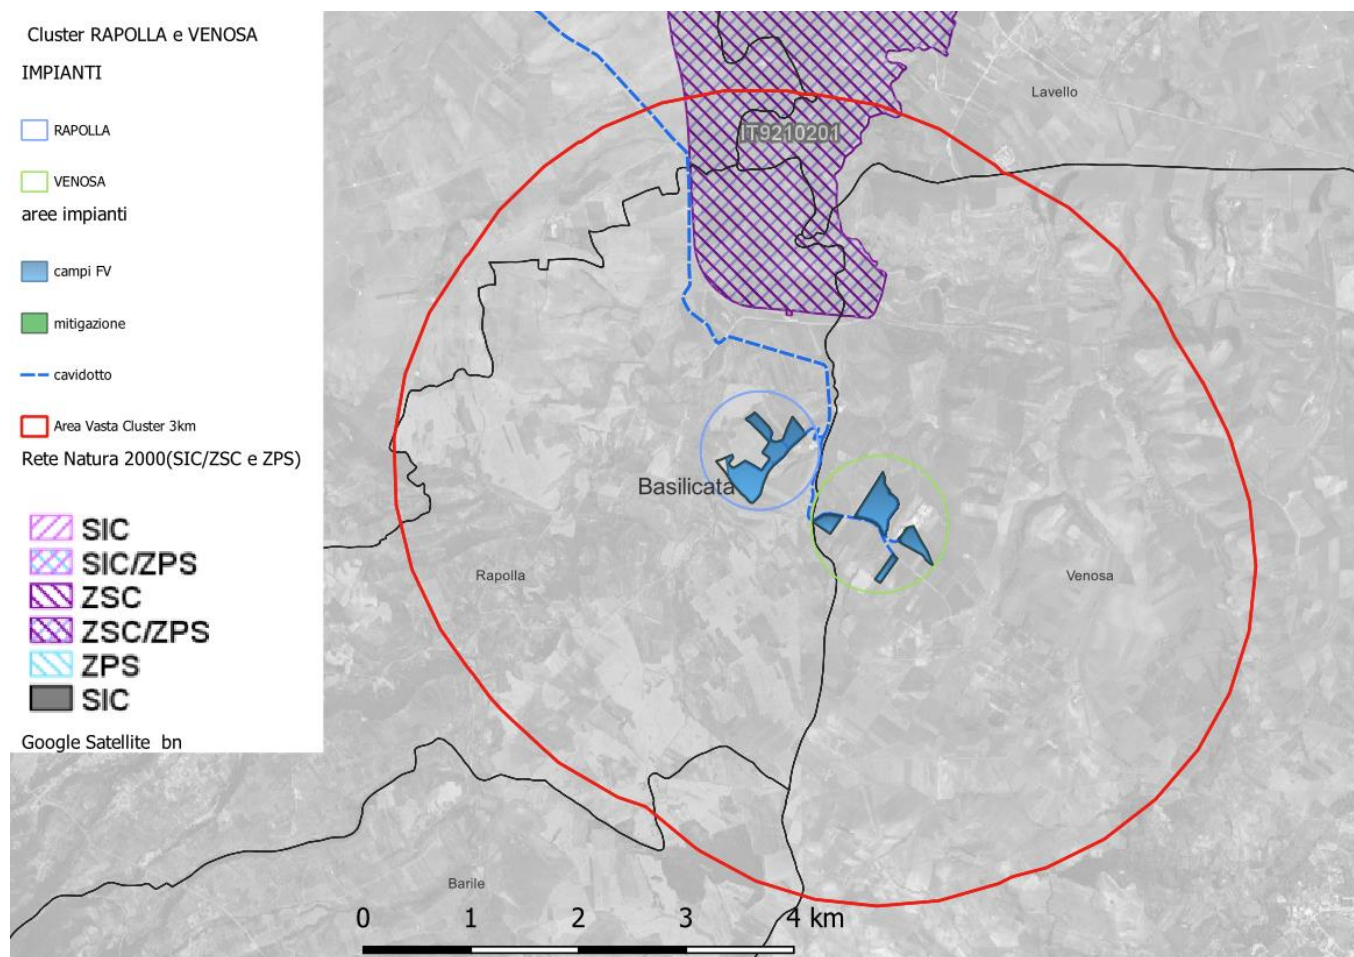 Cluster RAPOLLA e VENOSA
IMPIANTI
RAPOLLA
VENOSA
aree impianti
campi FV
mitigazione
cavidotto
Area Vasta Cluster 3km
Rete Natura 2000(SIC/ZSC e ZPS)
SIC
SIC/ZPS
ZSC
ZSC/ZPS
ZPS
SIC
Google Satellite bn
Lavello
IT9210201
Basilicata
Rapolla
Venosa
Barile
0 1 2 3 4 km